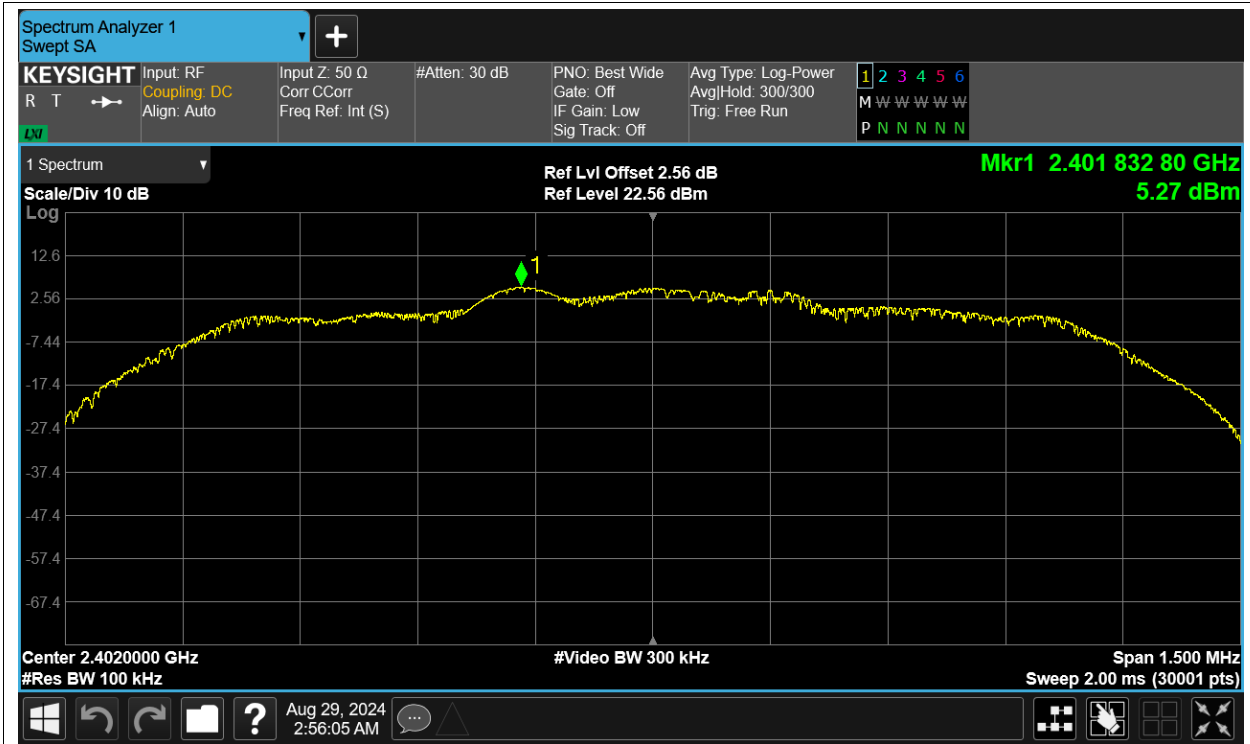 Spectrum Analyzer 1
Swept SA
KEYSIGHT
R T
LXI
Input: RF
Coupling: DC
Align: Auto
Input Z: 50 Ω
Corr CCorr
Freq Ref: Int (S)
#Atten: 30 dB
PNO: Best Wide
Gate: Off
IF Gain: Low
Sig Track: Off
Avg Type: Log-Power
Avg|Hold: 300/300
Trig: Free Run
1 2 3 4 5 6
M W W W W W
P N N N N N
1 Spectrum
Scale/Div 10 dB
Log
Ref Lvl Offset 2.56 dB
Ref Level 22.56 dBm
Mkr1 2.401 832 80 GHz
5.27 dBm
1
12.6
2.56
-7.44
-17.4
-27.4
-37.4
-47.4
-57.4
-67.4
Center 2.4020000 GHz
#Res BW 100 kHz
#Video BW 300 kHz
Span 1.500 MHz
Sweep 2.00 ms (30001 pts)
?
Aug 29, 2024
2:56:05 AM